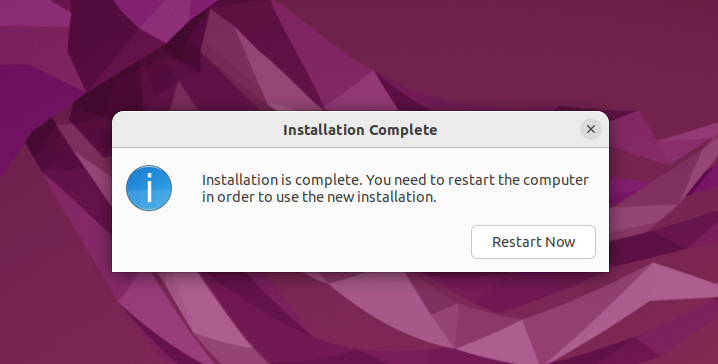 Installation Complete
Installation is complete. You need to restart the computer
in order to use the new installation.
Restart Now